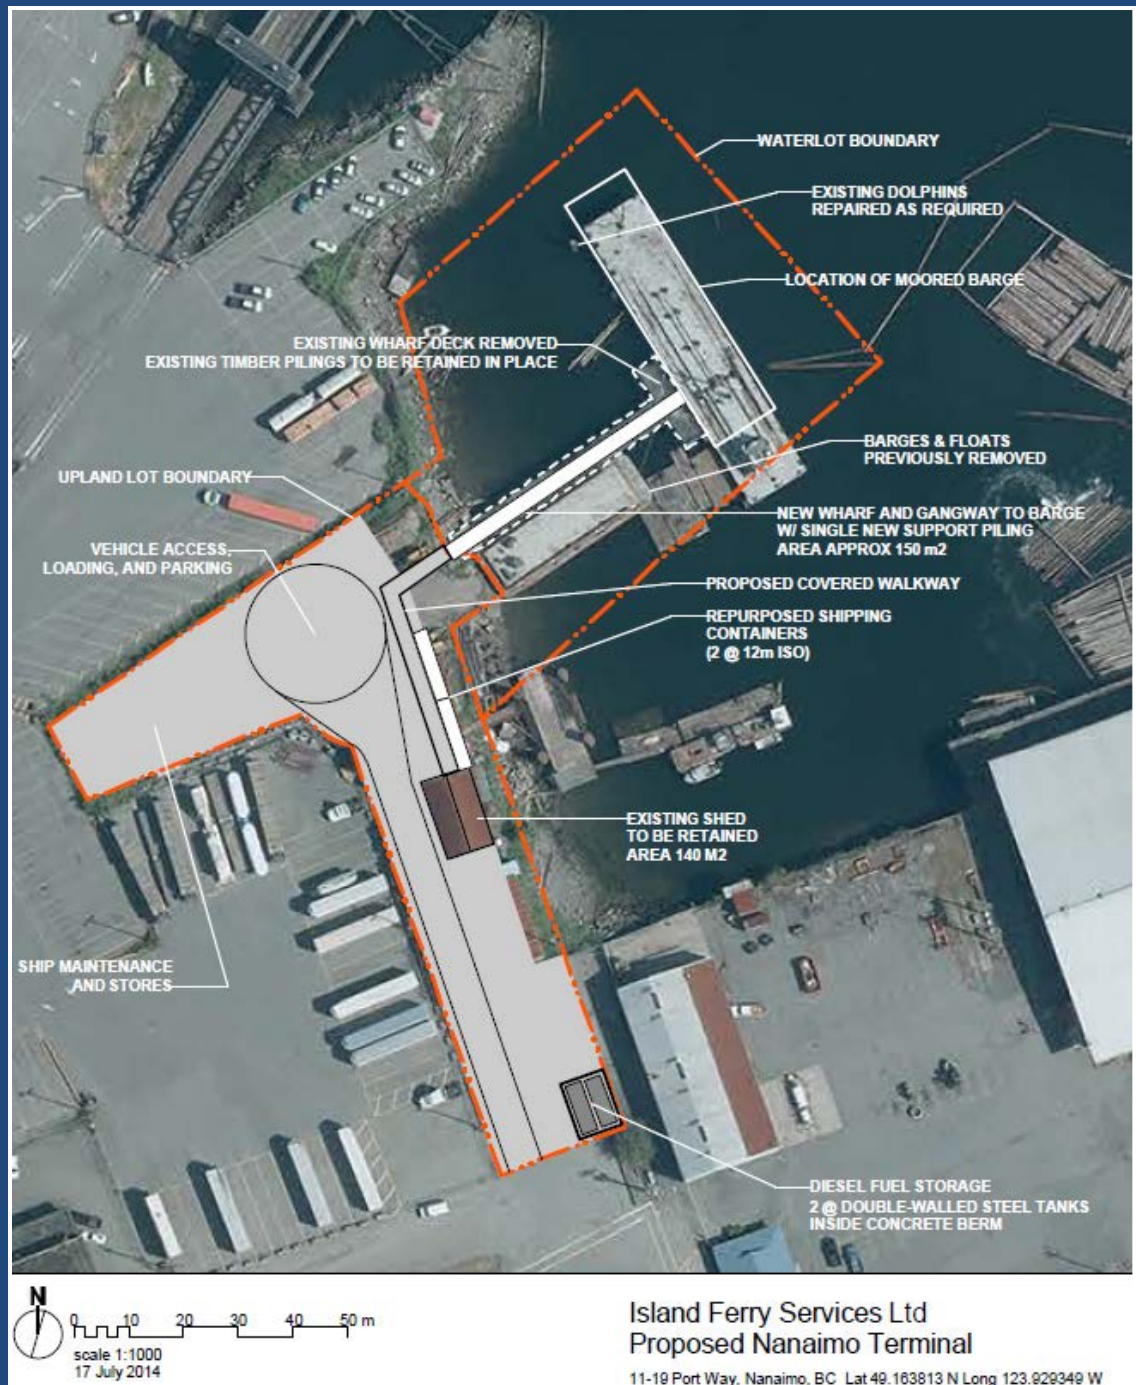 WATERLOT BOUNDARY
EXISTING DOLPHINS
REPAIRED AS REQUIRED
LOCATION OF MOORED BARGE
EXISTING WHARF DECK REMOVED
EXISTING TIMBER PILINGS TO BE RETAINED IN PLACE
BARGES & FLOATS
PREVIOUSLY REMOVED
UPLAND LOT BOUNDARY
NEW WHARF AND GANGWAY TO BARGE
W/ SINGLE NEW SUPPORT PILING
AREA APPROX 150 m2
VEHICLE ACCESS,
LOADING, AND PARKING
PROPOSED COVERED WALKWAY
REPURPOSED SHIPPING
CONTAINERS
(2 @ 12m ISO)
EXISTING SHED
TO BE RETAINED
AREA 140 M2
SHIP MAINTENANCE
AND STORES
DIESEL FUEL STORAGE
2 @ DOUBLE-WALLED STEEL TANKS
INSIDE CONCRETE BERM
N
0 10 20 30 40 50 m
scale 1:1000
17 July 2014
Island Ferry Services Ltd
Proposed Nanaimo Terminal
11-19 Port Way, Nanaimo, BC Lat 49.163813 N Long 123.929349 W